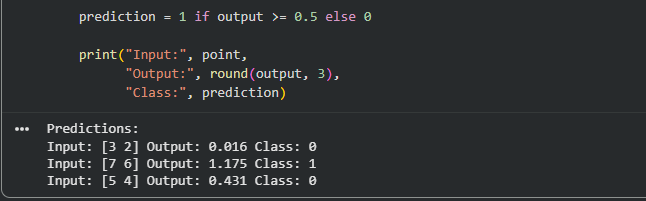 prediction = 1 if output >= 0.5 else 0
print("Input:", point,
"Output:", round(output, 3),
"Class:", prediction)
••• Predictions:
Input: [3 2] Output: 0.016 Class: 0
Input: [7 6] Output: 1.175 Class: 1
Input: [5 4] Output: 0.431 Class: 0